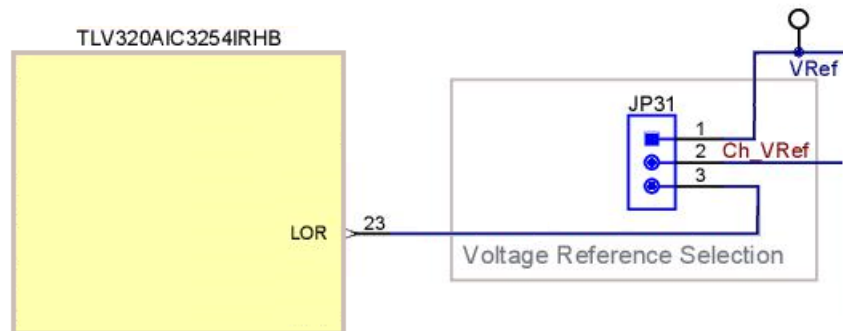 TLV320AIC3254IRHB
VRef
JP31
1
2
Ch_VRef
3
LOR
23
Voltage Reference Selection